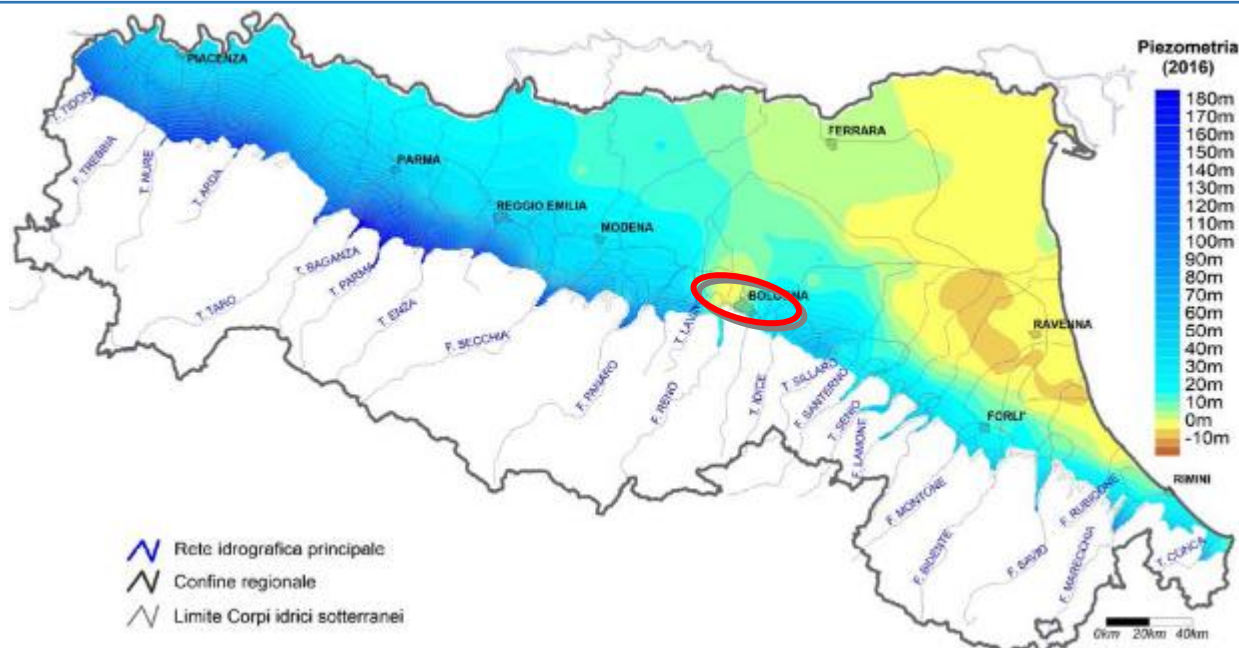 Piezometria
(2016)
180m
170m
160m
150m
140m
130m
120m
110m
100m
90m
80m
70m
60m
50m
40m
30m
20m
10m
0m
-10m
PIACENZA
PARMA
REGGIO EMILIA
MODENA
BOLOGNA
FERRARA
RAVENNA
FORLI'
RIMINI
T. TIDONE
F. TREBBIA
T. NURE
T. ARDA
T. TARO
T. BAGANZA
T. PARMA
T. ENZA
F. SECCHIA
F. PANARO
T. LAVINO
F. RENO
T. IDICE
T. SILLARO
F. SANTERNO
T. SENIO
F. LAMONE
F. MONTONE
F. BIDENTE
F. SAVIO
F. RUBICONE
F. MARECCHIA
T. CONCA
Rete idrografica principale
Confine regionale
Limite Corpi idrici sotterranei
0km 20km 40km